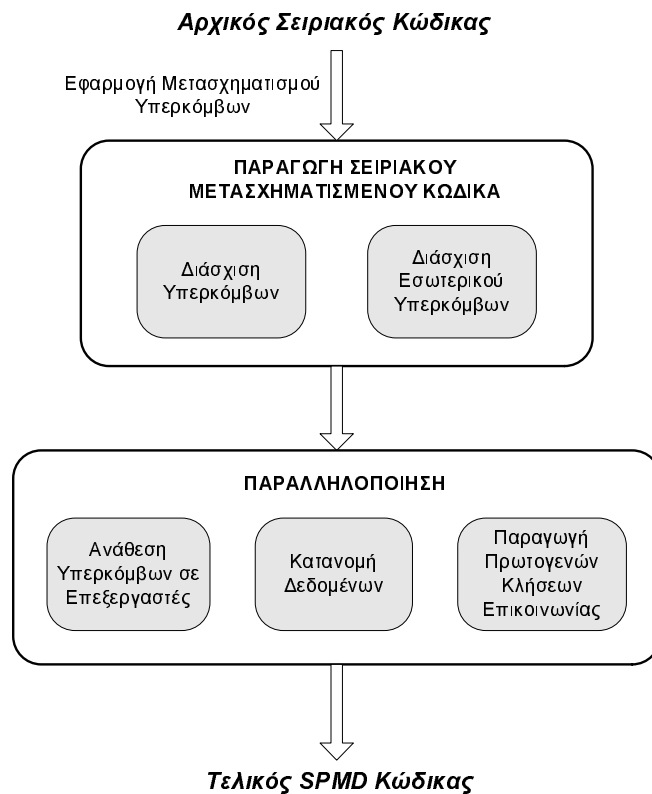 Αρχικός Σειριακός Κώδικας
Εφαρμογή Μετασχηματισμού
Υπερκόμβων
ΠΑΡΑΓΩΓΗ ΣΕΙΡΙΑΚΟΥ
ΜΕΤΑΣΧΗΜΑΤΙΣΜΕΝΟΥ ΚΩΔΙΚΑ
Διάσχιση
Υπερκόμβων
Διάσχιση
Εσωτερικού
Υπερκόμβων
ΠΑΡΑΛΛΗΛΟΠΟΙΗΣΗ
Ανάθεση
Υπερκόμβων σε
Επεξεργαστές
Κατανομή
Δεδομένων
Παραγωγή
Πρωτογενών
Κλήσεων
Επικοινωνίας
Τελικός SPMD Κώδικας